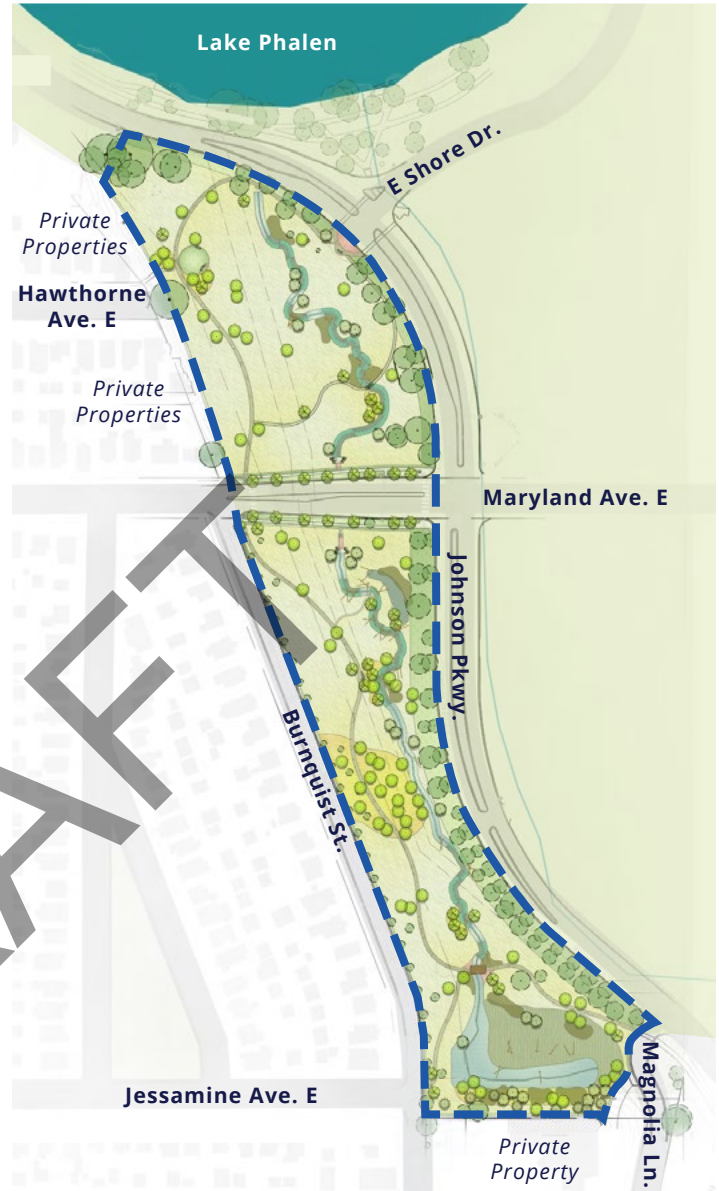 Lake Phalen
E Shore Dr.
Private
Properties
Hawthorne
Ave. E
Private
Properties
Maryland Ave. E
Johnson Pkwy.
Burnquist St.
Jessamine Ave. E
Magnolia Ln.
Private
Property
RAFT